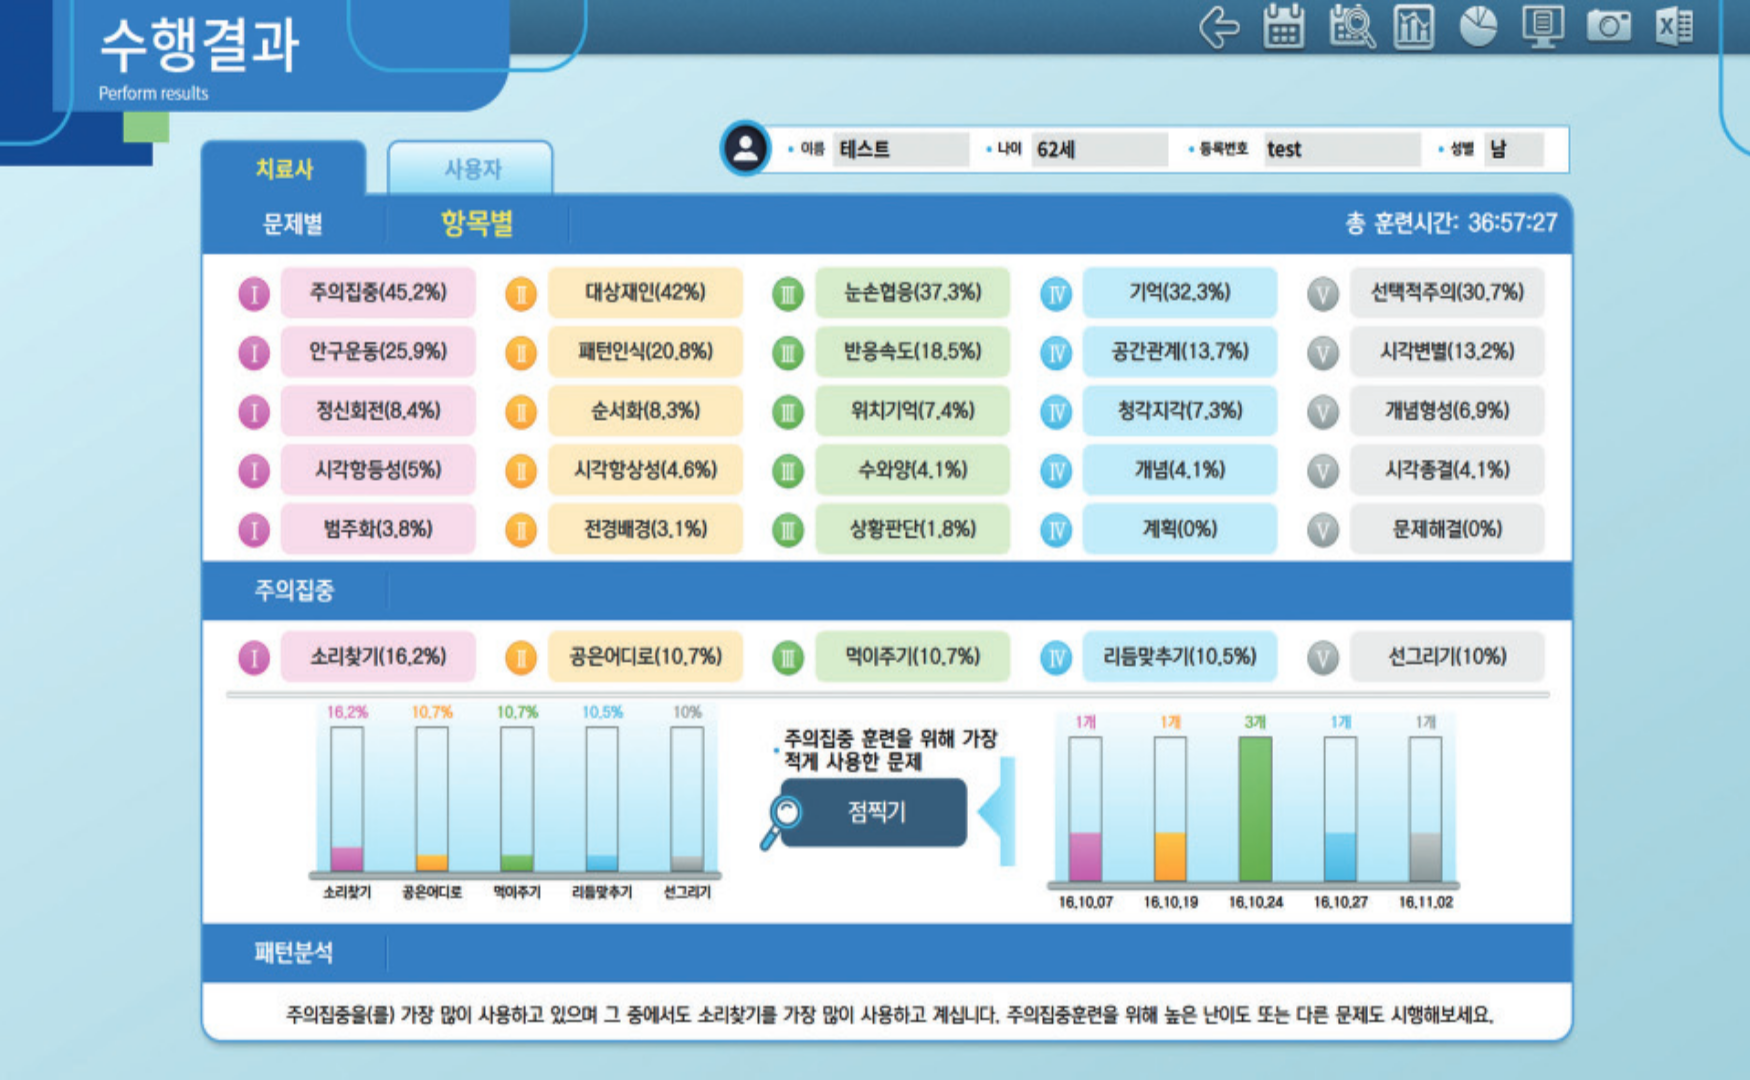 수행결과
Perform results
이름 테스트 나이 62세 등록번호 test 성별 남
치료사 사용자
문제별 항목별 총 훈련시간: 36:57:27
Ⅰ 주의집중(45.2%) Ⅱ 대상재인(42%) Ⅲ 눈손협응(37.3%) Ⅳ 기억(32.3%) Ⅴ 선택적주의(30.7%)
Ⅰ 안구운동(25.9%) Ⅱ 패턴인식(20.8%) Ⅲ 반응속도(18.5%) Ⅳ 공간관계(13.7%) Ⅴ 시각변별(13.2%)
Ⅰ 정신회전(8.4%) Ⅱ 순서화(8.3%) Ⅲ 위치기억(7.4%) Ⅳ 청각지각(7.3%) Ⅴ 개념형성(6.9%)
Ⅰ 시각항등성(5%) Ⅱ 시각항상성(4.6%) Ⅲ 수와양(4.1%) Ⅳ 개념(4.1%) Ⅴ 시각종결(4.1%)
Ⅰ 범주화(3.8%) Ⅱ 전경배경(3.1%) Ⅲ 상황판단(1.8%) Ⅳ 계획(0%) Ⅴ 문제해결(0%)
주의집중
Ⅰ 소리찾기(16.2%) Ⅱ 공은어디로(10.7%) Ⅲ 먹이주기(10.7%) Ⅳ 리듬맞추기(10.5%) Ⅴ 선그리기(10%)
16.2% 10.7% 10.7% 10.5% 10%
소리찾기 공은어디로 먹이주기 리듬맞추기 선그리기
주의집중 훈련을 위해 가장
적게 사용한 문제
점찍기
1개 1개 3개 1개 1개
16.10.07 16.10.19 16.10.24 16.10.27 16.11.02
패턴분석
주의집중을(를) 가장 많이 사용하고 있으며 그 중에서도 소리찾기를 가장 많이 사용하고 계십니다. 주의집중훈련을 위해 높은 난이도 또는 다른 문제도 시행해보세요.